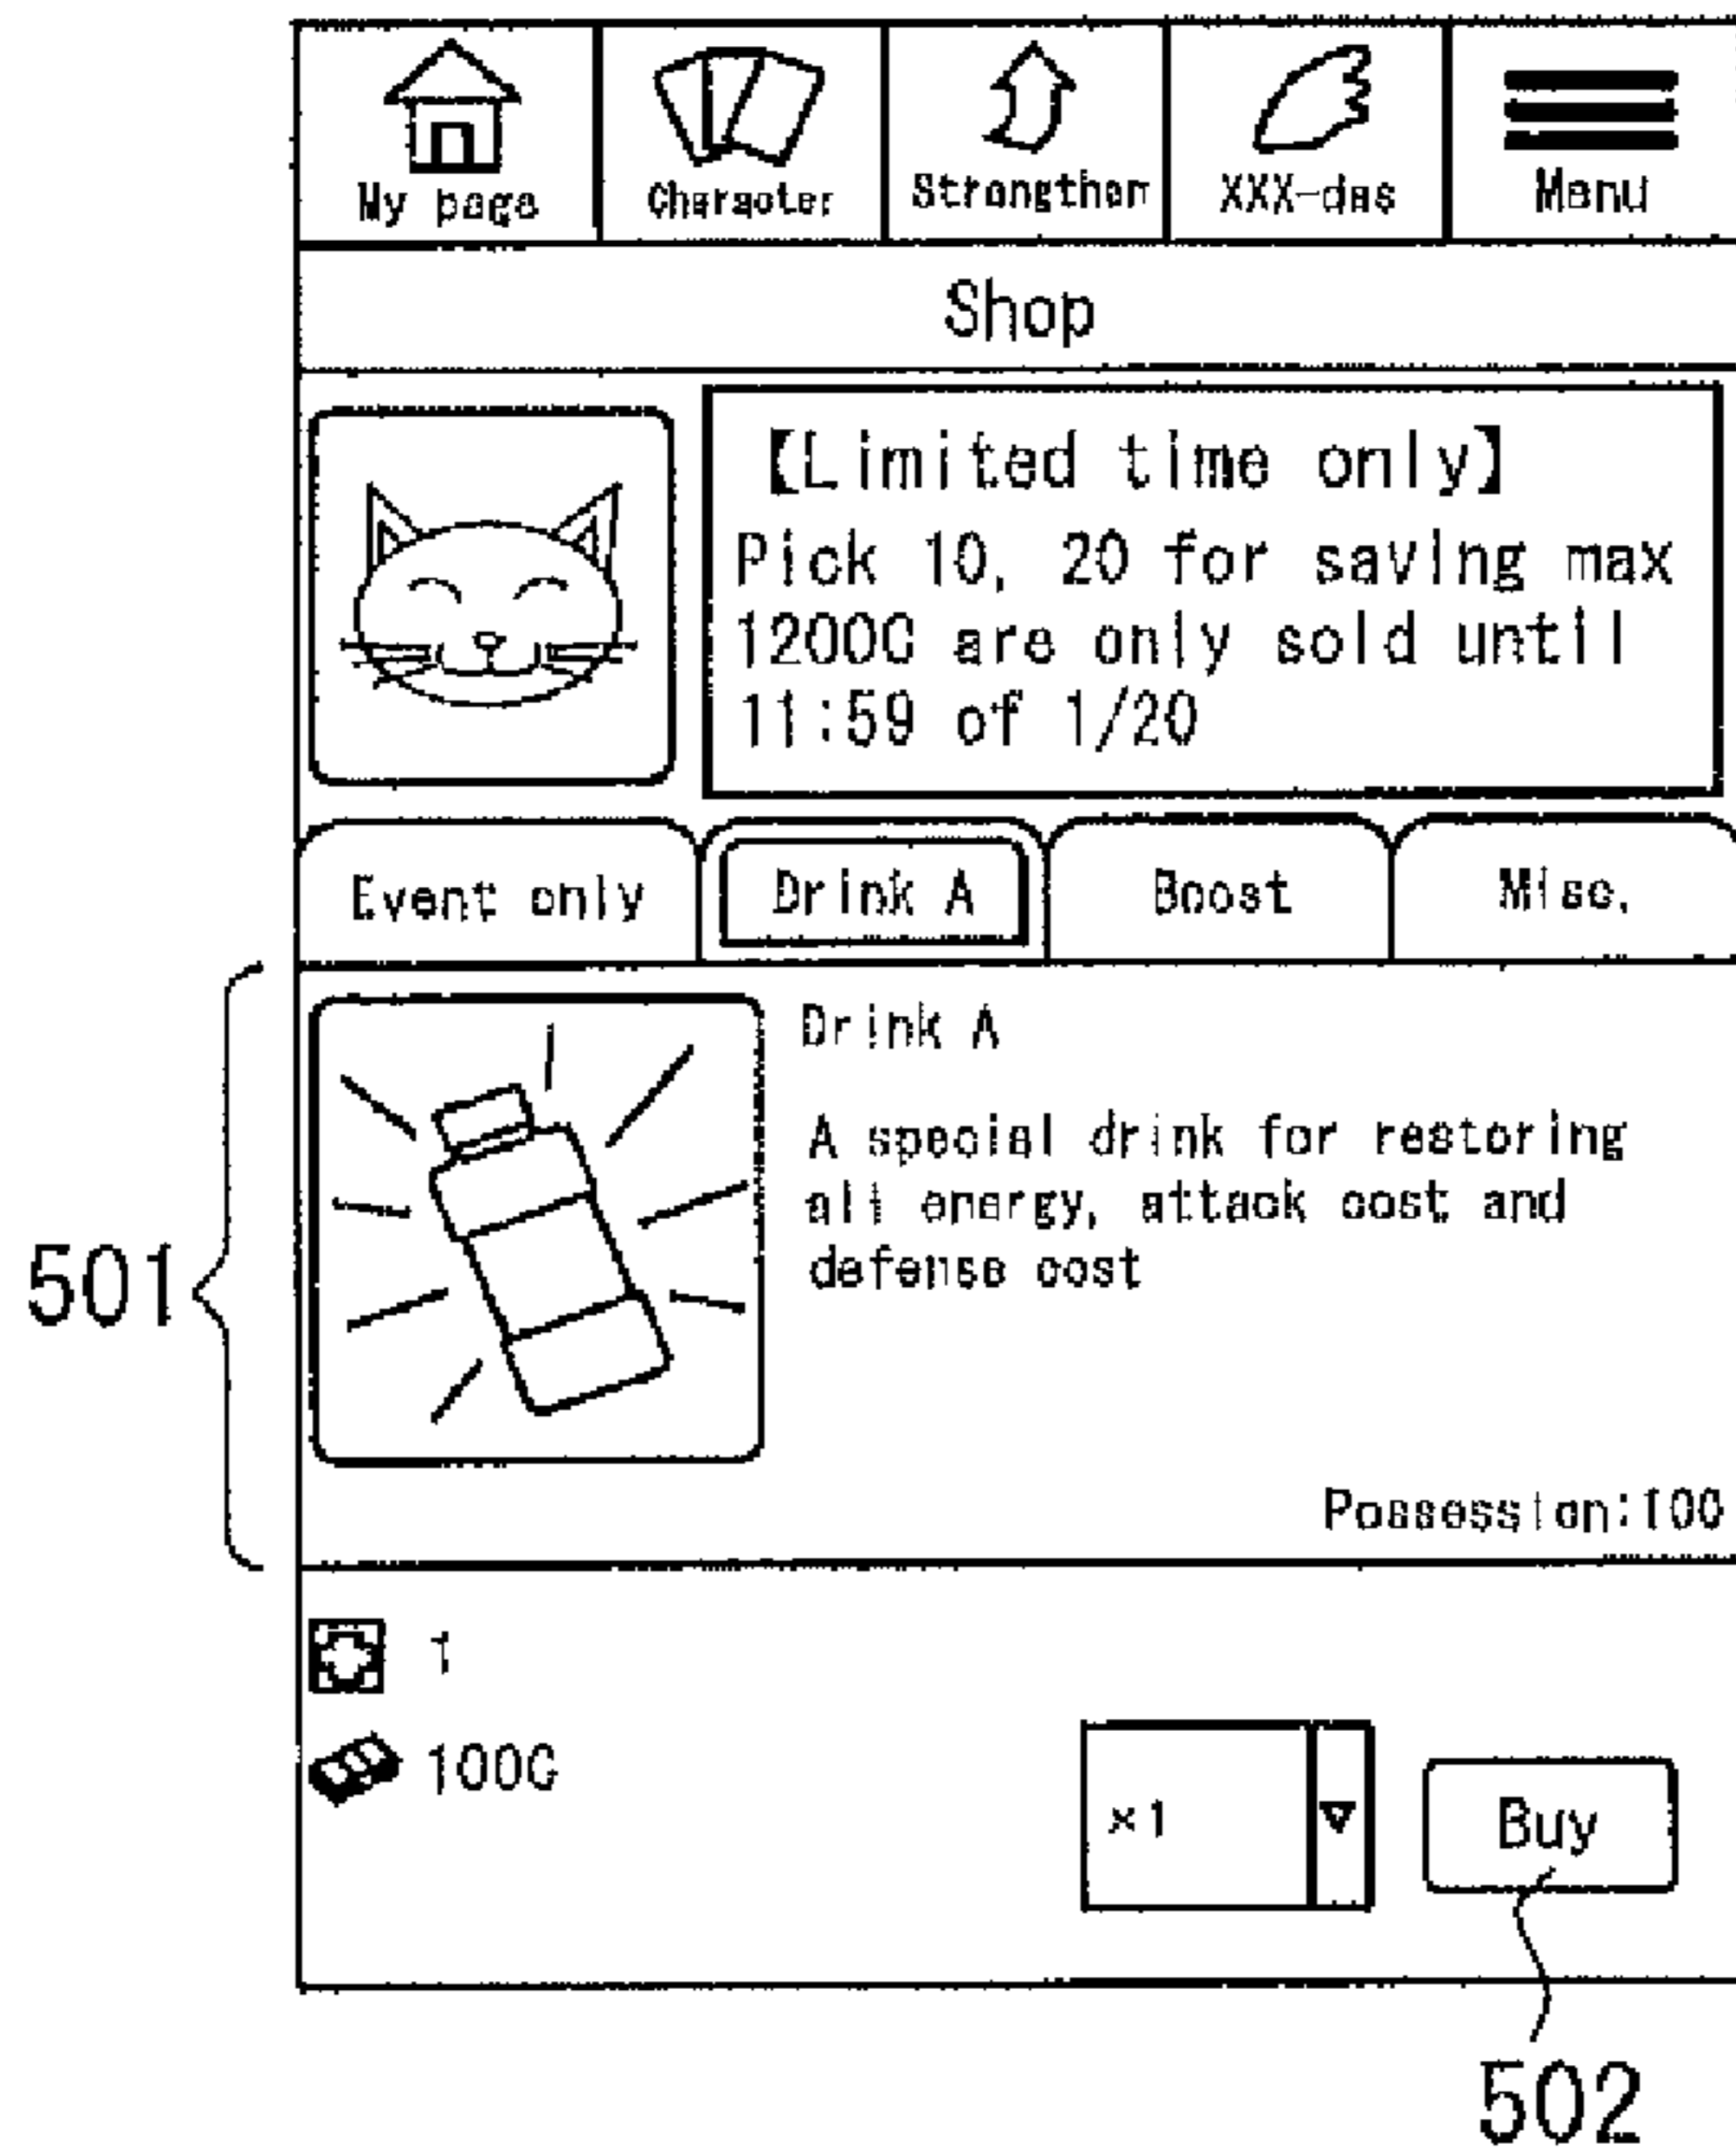 My page
Character
Strengthen
XXX-das
Menu
Shop
【Limited time only】
Pick 10, 20 for saving max
1200G are only sold until
11:59 of 1/20
Event only
Drink A
Boost
Misc.
501
Drink A
A special drink for restoring
all energy, attack cost and
defense cost
Possession:100
1
100G
×1
Buy
502